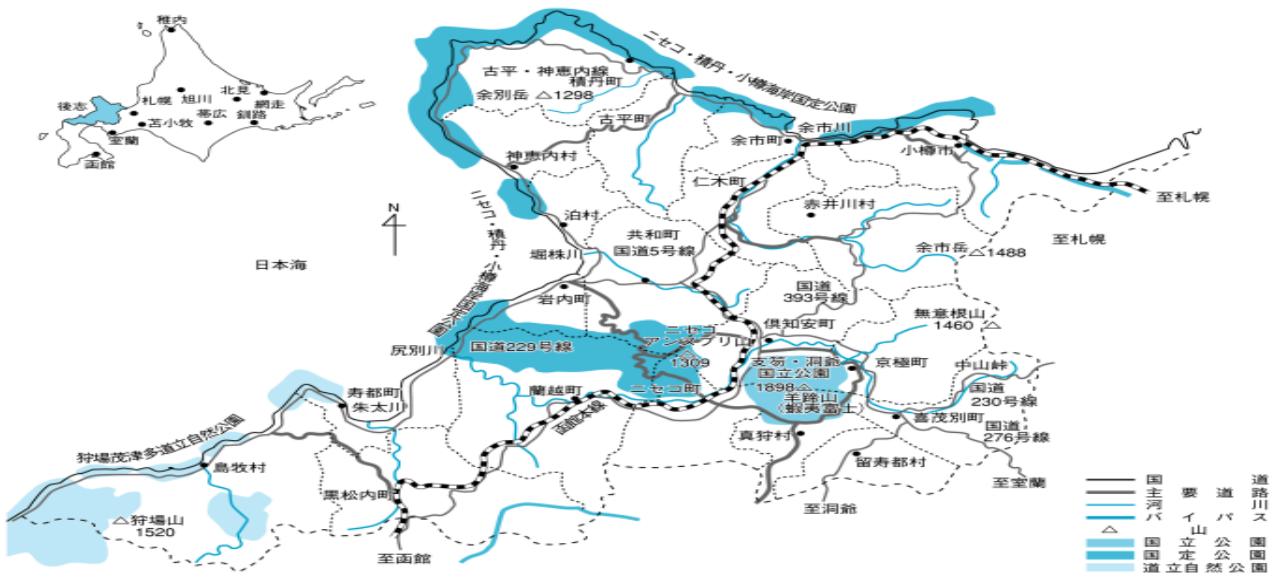 稚内
北見
旭川
網走
札幌
後志
帯広
釧路
苫小牧
室蘭
函館
N
日本海
ニセコ・積丹・小樽海岸国定公園
古平・神恵内線
積丹町
余別岳 △1298
古平町
余市川
余市町
小樽市
神恵内村
仁木町
至札幌
赤井川村
泊村
ニセコ・積丹・小樽海岸国定公園
共和町
国道5号線
至札幌
余市岳
△1488
堀株川
国道
393号線
岩内町
無意根山
1460 △
倶知安町
ニセコ
アンヌプリ山
△
1309
尻別川
国道229号線
支笏・洞爺
国立公園
1898△
羊蹄山
(蝦夷富士)
京極町
中山峠
国道
230号線
ニセコ町
蘭越町
函館本線
寿都町
朱太川
喜茂別町
国道
276号線
真狩村
狩場茂津多道立自然公園
島牧村
留寿都村
至室蘭
黒松内町
至洞爺
△狩場山
1520
至函館
国道
主要道路
河川
バイパス
△ 山
国立公園
国定公園
道立自然公園